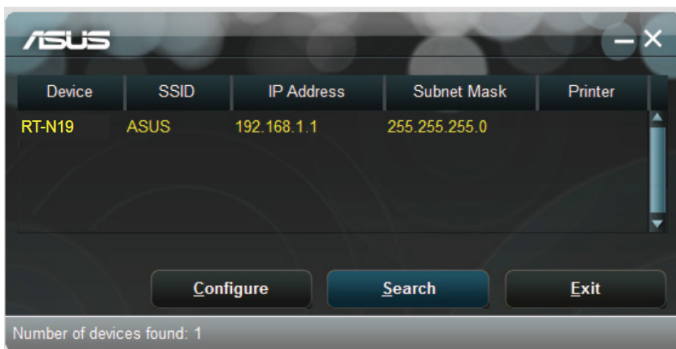 ASUS
Device SSID IP Address Subnet Mask Printer
RT-N19 ASUS 192.168.1.1 255.255.255.0
Configure Search Exit
Number of devices found: 1